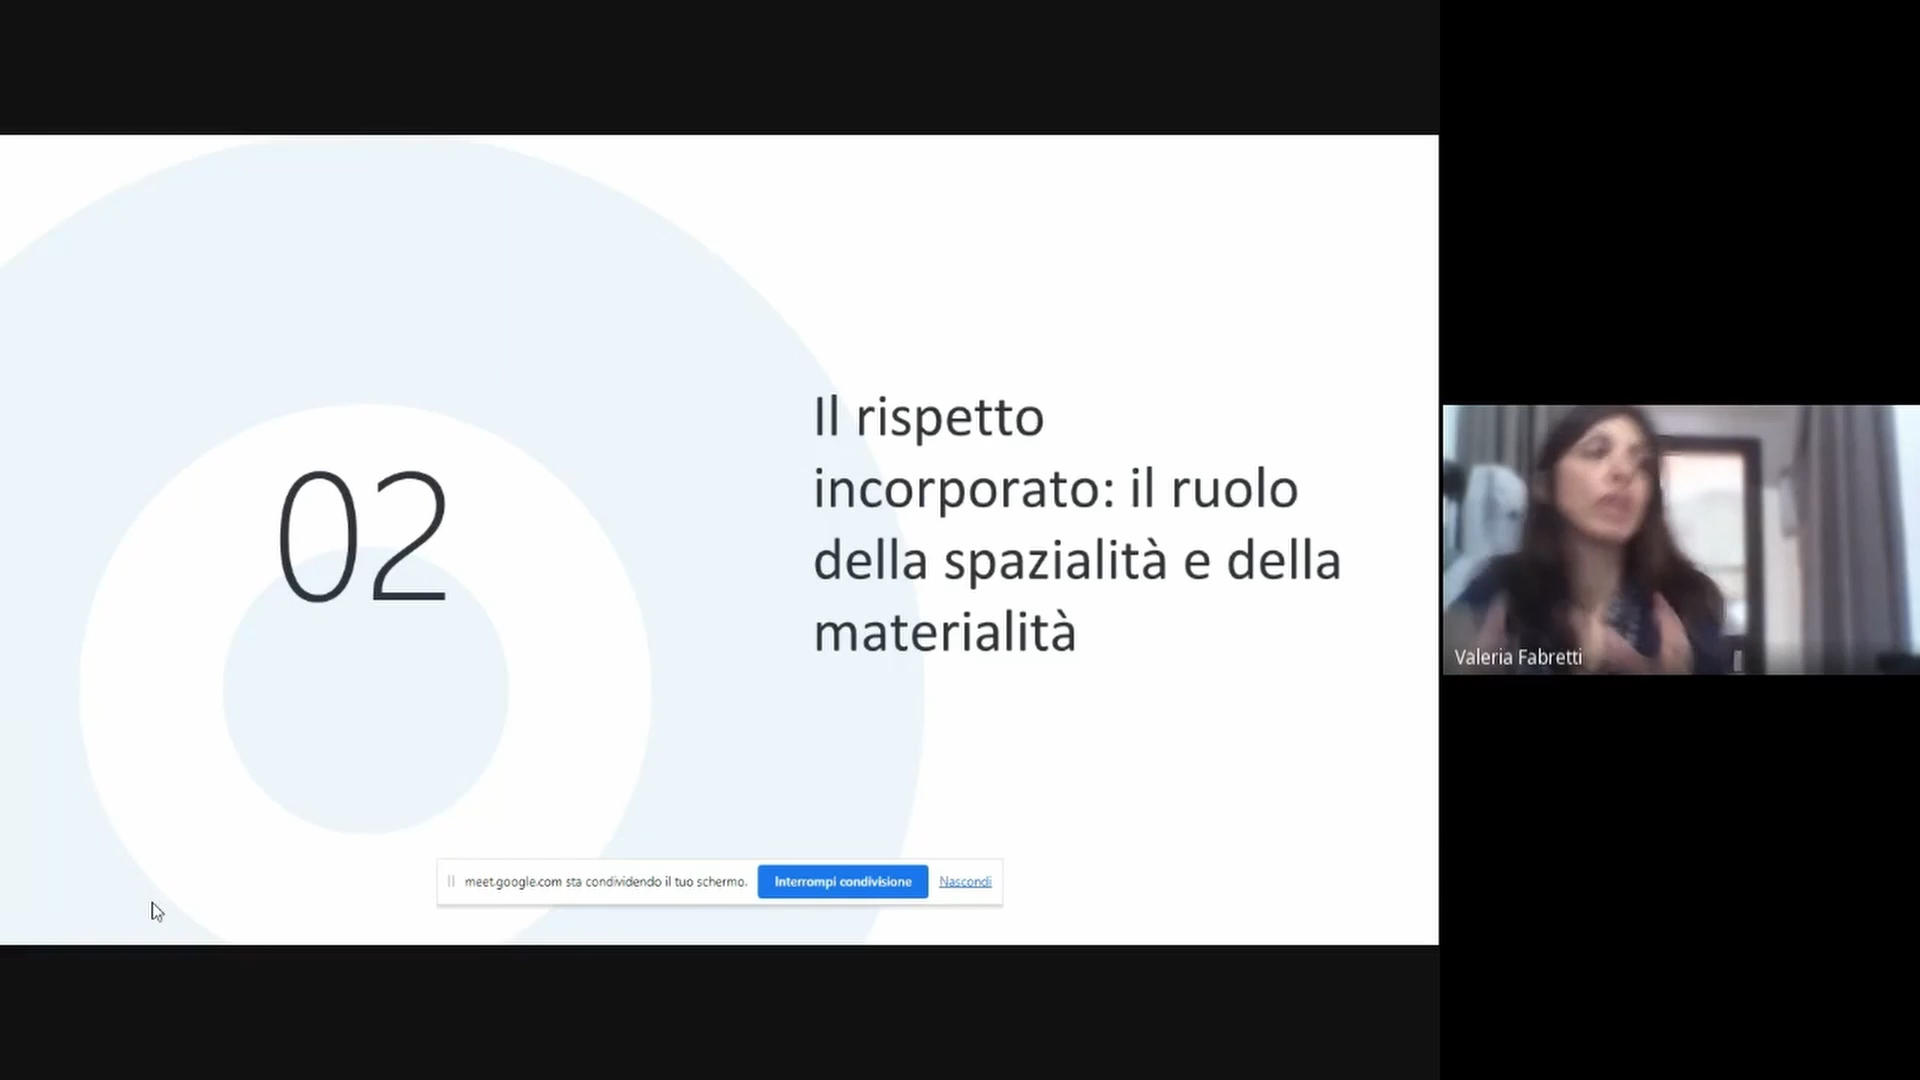 02
Il rispetto
incorporato: il ruolo
della spazialità e della
materialità
meet.google.com sta condividendo il tuo schermo. Interrompi condivisione Nascondi
Valeria Fabretti